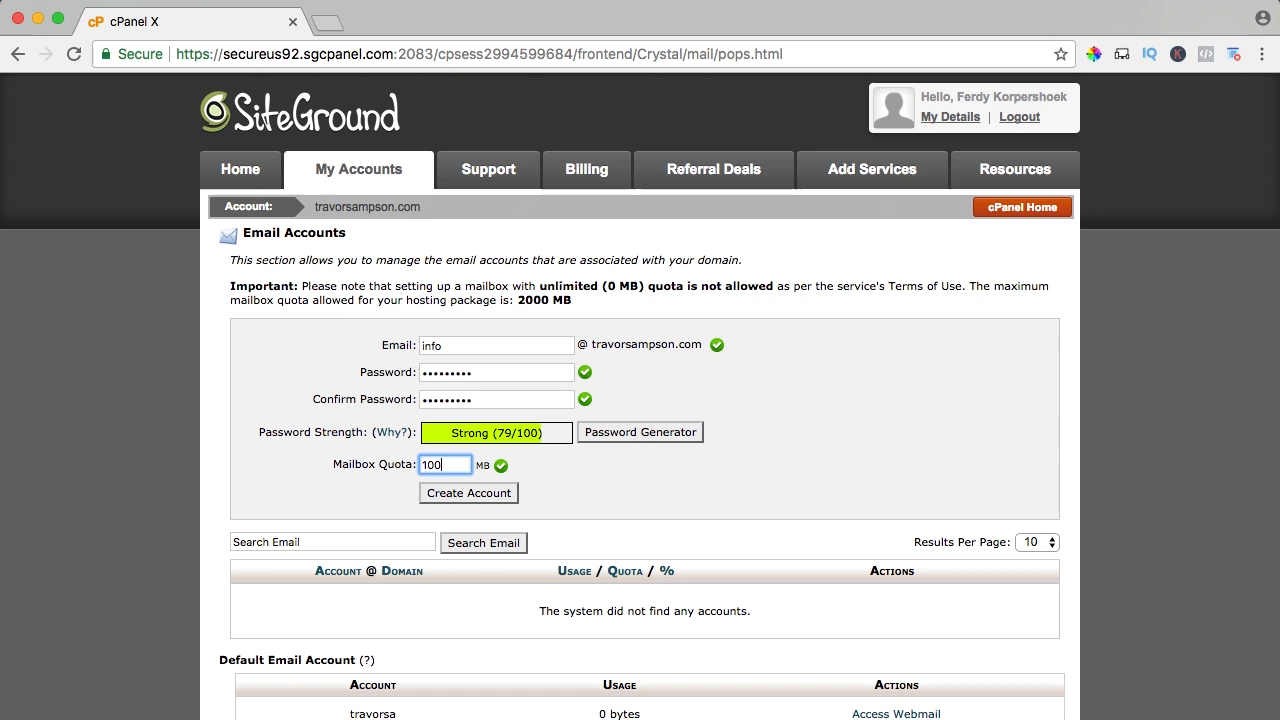 cP cPanel X
Secure https://secureus92.sgcpanel.com:2083/cpsess2994599684/frontend/Crystal/mail/pops.html
SiteGround
Hello, Ferdy Korpershoek
My Details | Logout
Home My Accounts Support Billing Referral Deals Add Services Resources
Account: travorsampson.com cPanel Home
Email Accounts
This section allows you to manage the email accounts that are associated with your domain.
Important: Please note that setting up a mailbox with unlimited (0 MB) quota is not allowed as per the service's Terms of Use. The maximum
mailbox quota allowed for your hosting package is: 2000 MB
Email: info @ travorsampson.com
Password: •••••••••
Confirm Password: •••••••••
Password Strength: (Why?): Strong (79/100) Password Generator
Mailbox Quota: 100 MB
Create Account
Search Email Search Email Results Per Page: 10
Account @ Domain Usage / Quota / % Actions
The system did not find any accounts.
Default Email Account (?)
Account Usage Actions
travorsa 0 bytes Access Webmail